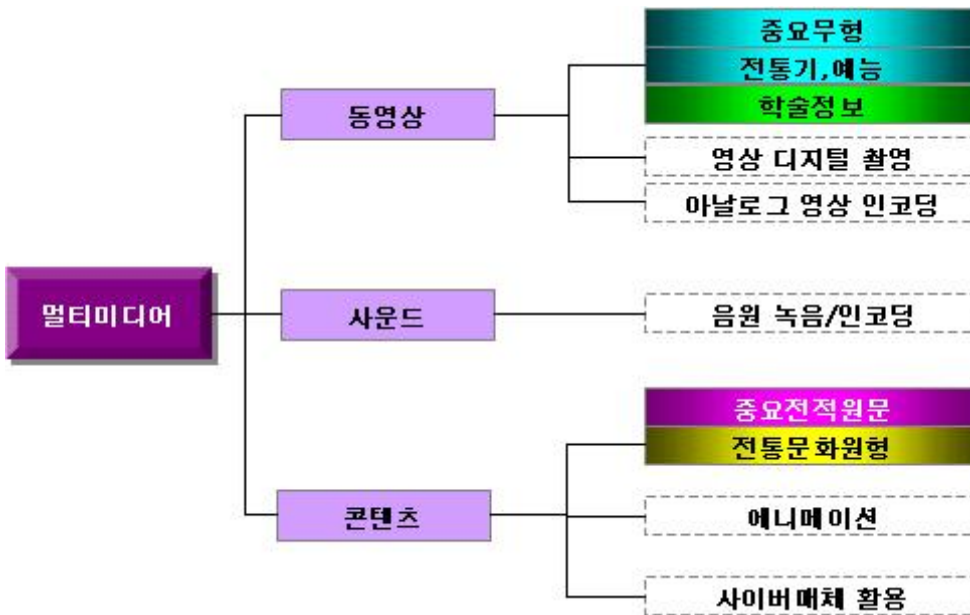 중요무형
전통기,예능
학술정보
동영상
영상 디지털 촬영
아날로그 영상 인코딩
멀티미디어
사운드
음원 녹음/인코딩
중요전적원문
전통문화원형
콘텐츠
에니메이션
사이버매체 활용